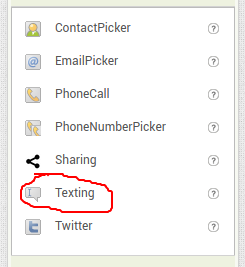 ContactPicker ?
EmailPicker ?
PhoneCall ?
PhoneNumberPicker ?
Sharing ?
Texting ?
Twitter ?